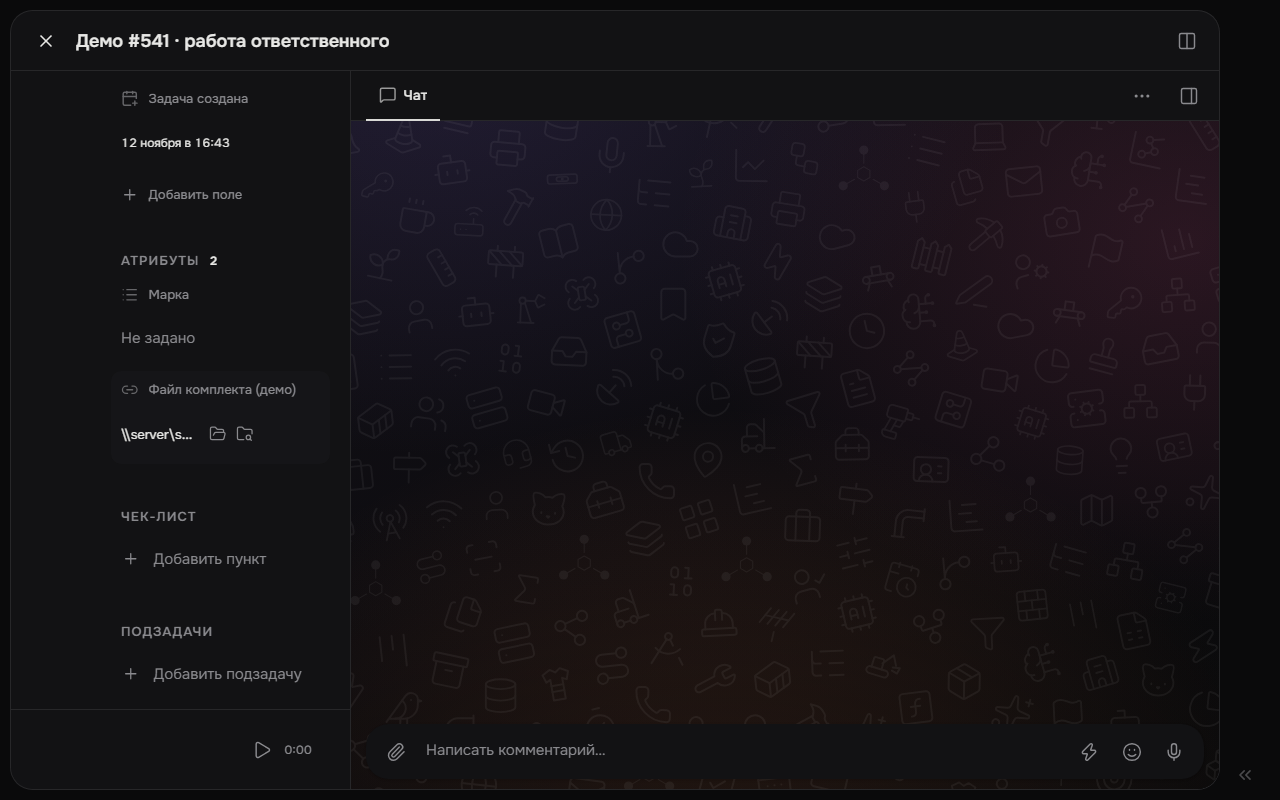 Демо #541 · работа ответственного
Задача создана
12 ноября в 16:43
Добавить поле
АТРИБУТЫ 2
Марка
Не задано
Файл комплекта (демо)
\\server\s...
ЧЕК-ЛИСТ
Добавить пункт
ПОДЗАДАЧИ
Добавить подзадачу
0:00
Чат
Написать комментарий...